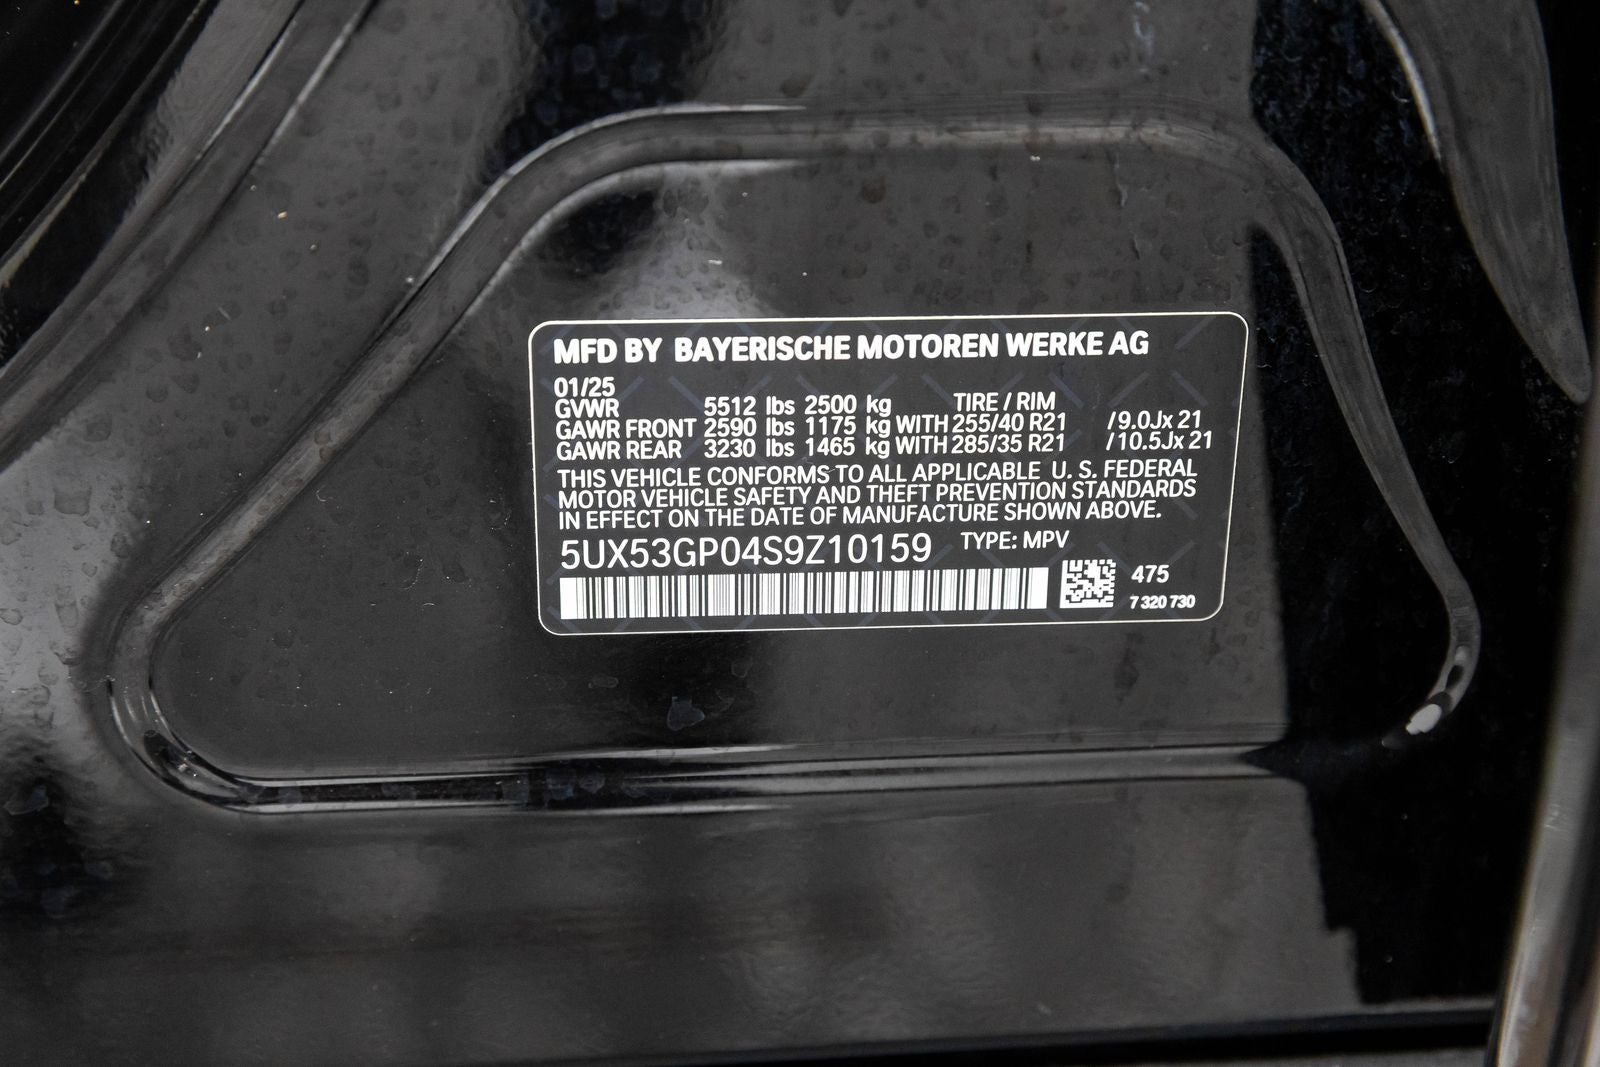 MFD BY BAYERISCHE MOTOREN WERKE AG
01/25
GVWR 5512 lbs 2500 kg TIRE / RIM
GAWR FRONT 2590 lbs 1175 kg WITH 255/40 R21 /9.0Jx 21
GAWR REAR 3230 lbs 1465 kg WITH 285/35 R21 /10.5Jx 21
THIS VEHICLE CONFORMS TO ALL APPLICABLE U. S. FEDERAL
MOTOR VEHICLE SAFETY AND THEFT PREVENTION STANDARDS
IN EFFECT ON THE DATE OF MANUFACTURE SHOWN ABOVE.
5UX53GP04S9Z10159 TYPE: MPV
475
7 320 730